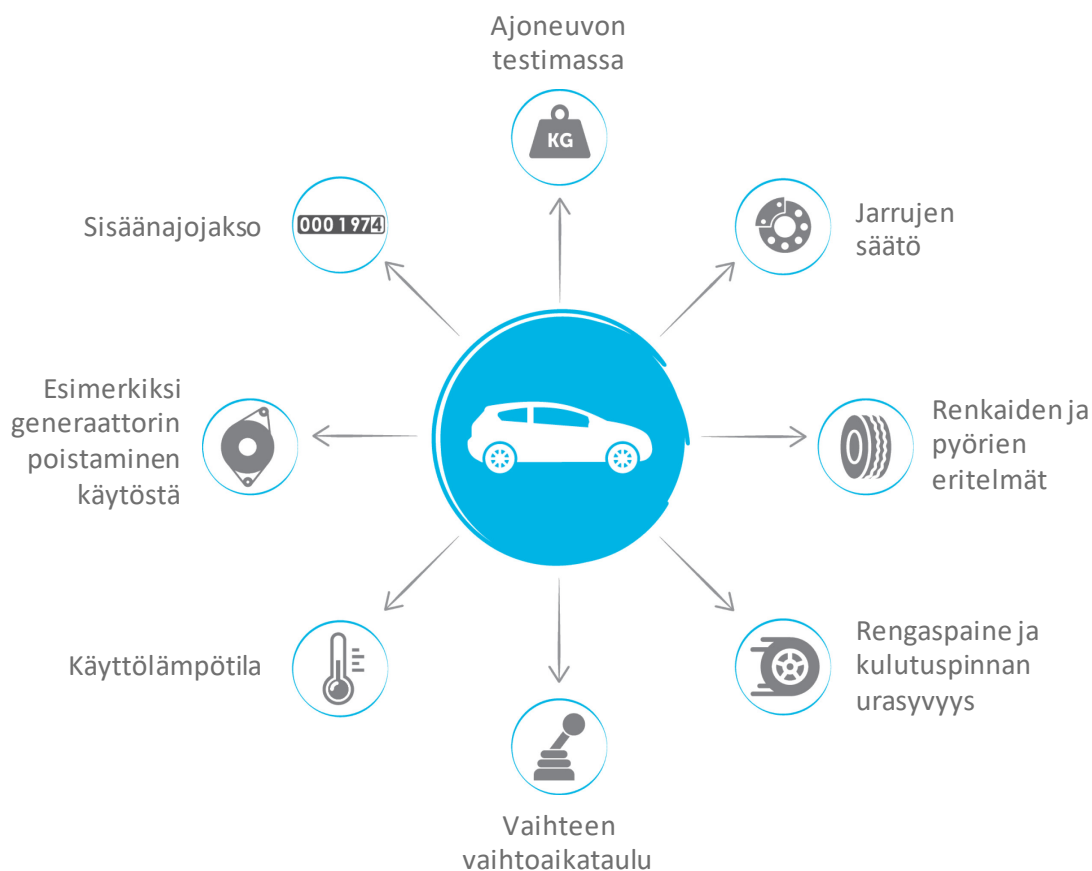 Ajoneuvon
testimassa
KG
Sisäänajojakso
0001974
Jarrujen
säätö
Esimerkiksi
generaattorin
poistaminen
käytöstä
Renkaiden ja
pyörien
eritelmät
Käyttölämpötila
Rengaspaine ja
kulutuspinnan
urasyvyys
Vaihteen
vaihtoaikataulu